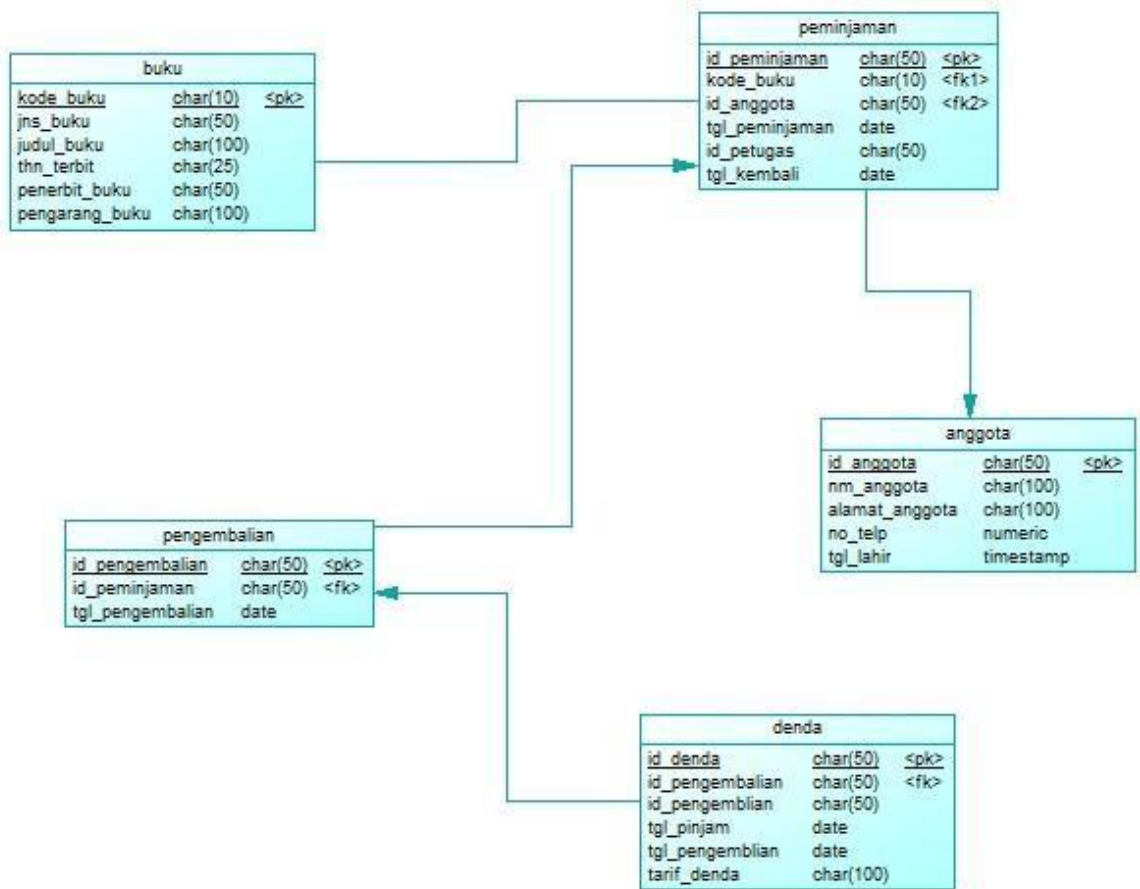 buku
kode_buku char(10) <pk>
jns_buku char(50)
judul_buku char(100)
thn_terbit char(25)
penerbit_buku char(50)
pengarang_buku char(100)
peminjaman
id_peminjaman char(50) <pk>
kode_buku char(10) <fk1>
id_anggota char(50) <fk2>
tgl_peminjaman date
id_petugas char(50)
tgl_kembali date
anggota
id_anggota char(50) <pk>
nm_anggota char(100)
alamat_anggota char(100)
no_telp numeric
tgl_lahir timestamp
pengembalian
id_pengembalian char(50) <pk>
id_peminjaman char(50) <fk>
tgl_pengembalian date
denda
id_denda char(50) <pk>
id_pengembalian char(50) <fk>
id_pengemblian char(50)
tgl_pinjam date
tgl_pengemblian date
tarif_denda char(100)